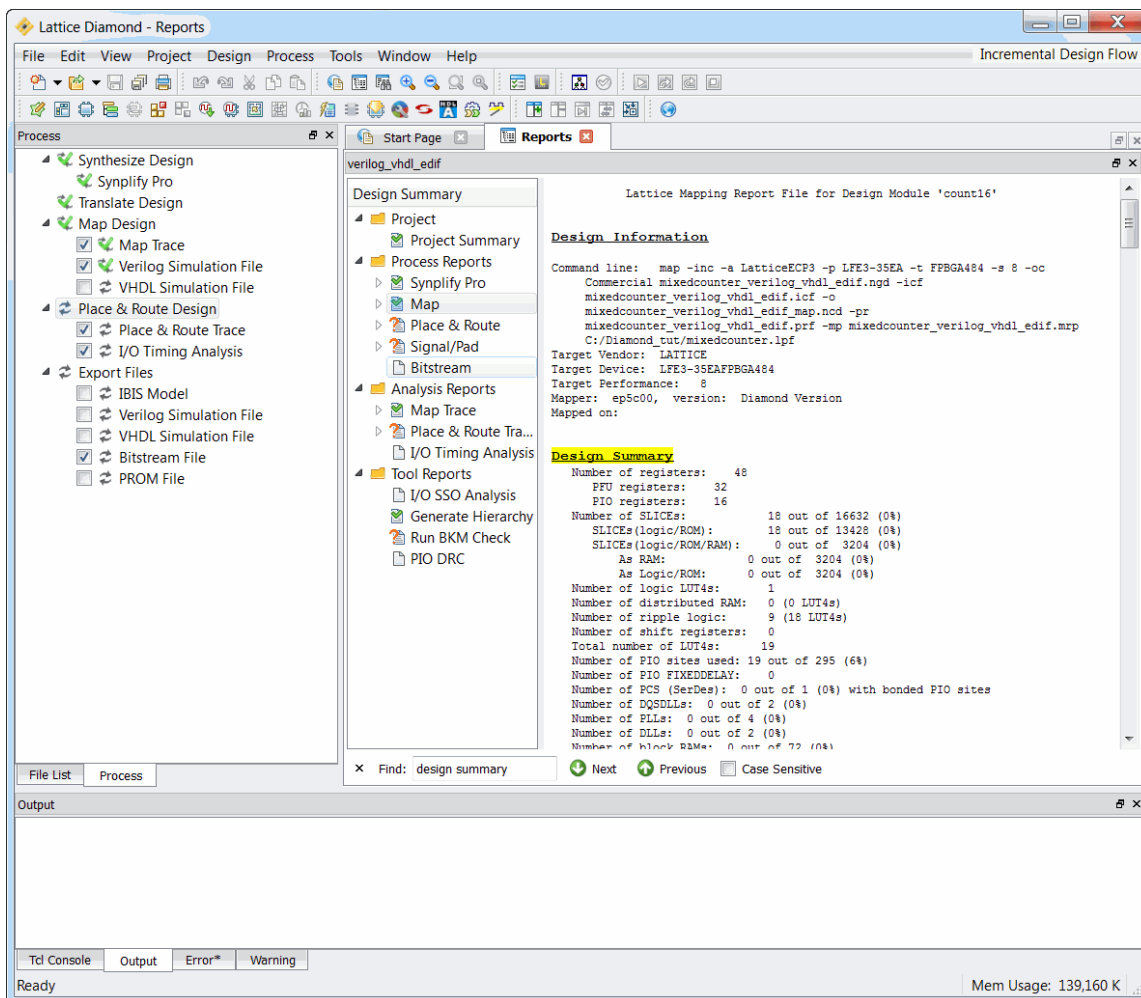 Lattice Diamond - Reports
File Edit View Project Design Process Tools Window Help
Incremental Design Flow
Process
Synthesize Design
Synplify Pro
Translate Design
Map Design
Map Trace
Verilog Simulation File
VHDL Simulation File
Place & Route Design
Place & Route Trace
I/O Timing Analysis
Export Files
IBIS Model
Verilog Simulation File
VHDL Simulation File
Bitstream File
PROM File
File List
Process
Start Page
Reports
verilog_vhdl_edif
Design Summary
Project
Project Summary
Process Reports
Synplify Pro
Map
Place & Route
Signal/Pad
Bitstream
Analysis Reports
Map Trace
Place & Route Tra...
I/O Timing Analysis
Tool Reports
I/O SSO Analysis
Generate Hierarchy
Run BKM Check
PIO DRC
Lattice Mapping Report File for Design Module 'count16'
Design Information
Command line: map -inc -a LatticeECP3 -p LFE3-35EA -t FPBGA484 -s 8 -oc
Commercial mixedcounter_verilog_vhdl_edif.ngd -icf
mixedcounter_verilog_vhdl_edif.icf -o
mixedcounter_verilog_vhdl_edif_map.ncd -pr
mixedcounter_verilog_vhdl_edif.prf -mp mixedcounter_verilog_vhdl_edif.mrp
C:/Diamond_tut/mixedcounter.lpf
Target Vendor: LATTICE
Target Device: LFE3-35EAFPBGA484
Target Performance: 8
Mapper: ep5c00, version: Diamond Version
Mapped on:
Design Summary
Number of registers: 48
PFU registers: 32
PIO registers: 16
Number of SLICEs: 18 out of 16632 (0%)
SLICEs(logic/ROM): 18 out of 13428 (0%)
SLICEs(logic/ROM/RAM): 0 out of 3204 (0%)
As RAM: 0 out of 3204 (0%)
As Logic/ROM: 0 out of 3204 (0%)
Number of logic LUT4s: 1
Number of distributed RAM: 0 (0 LUT4s)
Number of ripple logic: 9 (18 LUT4s)
Number of shift registers: 0
Total number of LUT4s: 19
Number of PIO sites used: 19 out of 295 (6%)
Number of PIO FIXEDDELAY: 0
Number of PCS (SerDes): 0 out of 1 (0%) with bonded PIO sites
Number of DQSDLLs: 0 out of 2 (0%)
Number of PLLs: 0 out of 4 (0%)
Number of DLLs: 0 out of 2 (0%)
Number of block RAMs: 0 out of 72 (0%)
Find: design summary Next Previous Case Sensitive
Output
Tcl Console Output Error* Warning
Ready
Mem Usage: 139,160 K